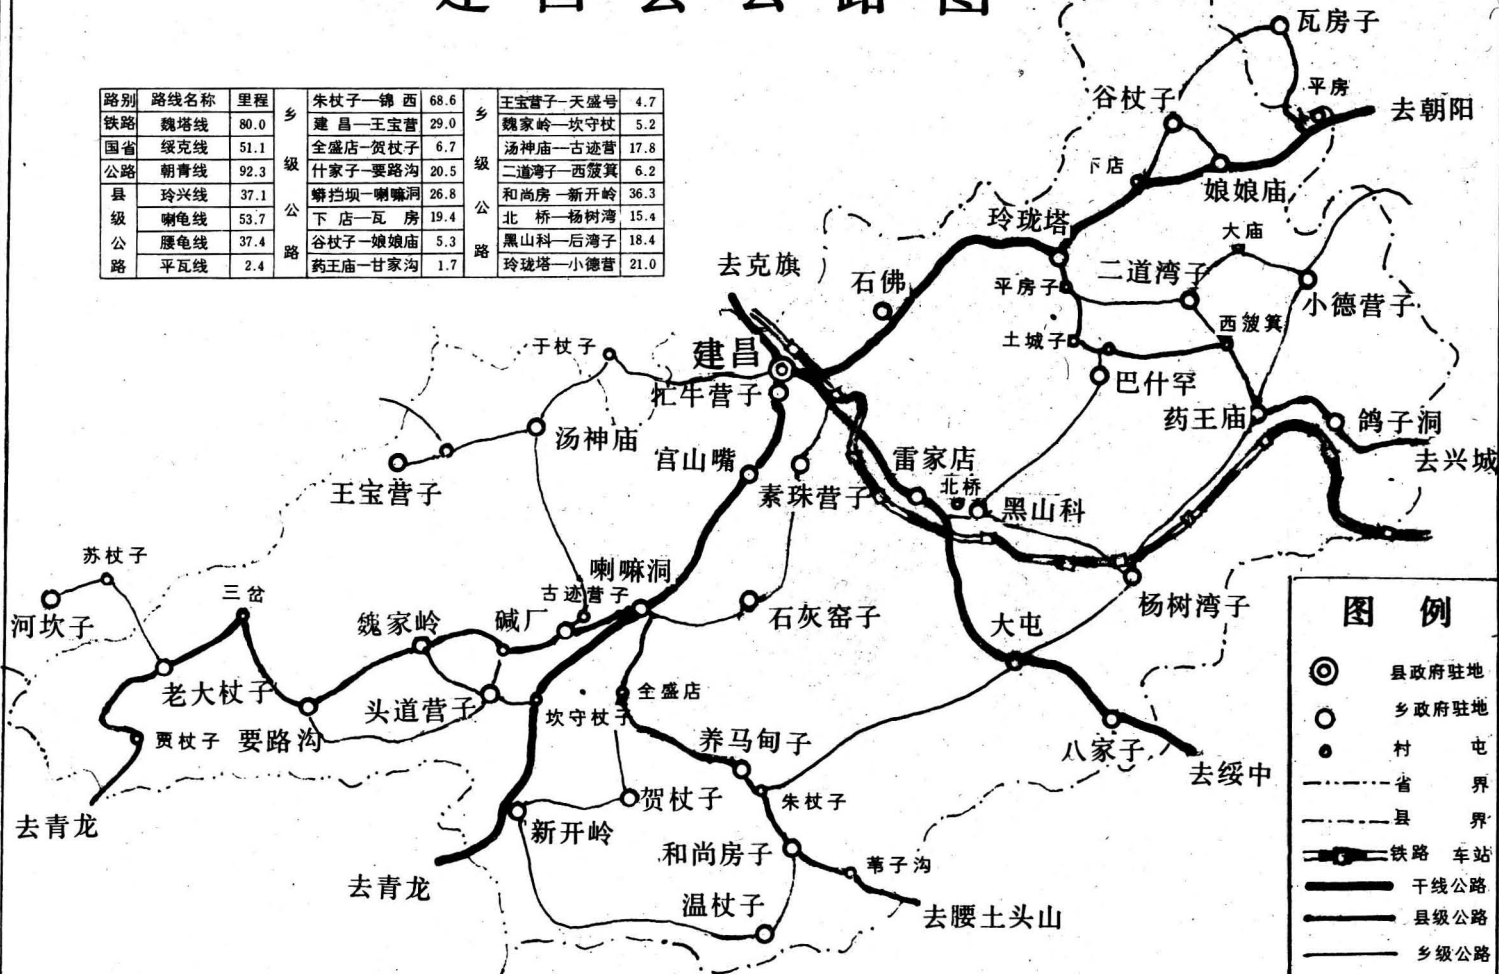 建昌县公路图
路别 路线名称 里程
铁路 魏塔线 80.0
国省公路 绥克线 51.1
朝青线 92.3
县级公路 玲兴线 37.1
喇龟线 53.7
腰龟线 37.4
平瓦线 2.4
乡级公路 朱杖子—锦西 68.6
建昌—王宝营 29.0
全盛店—贺杖子 6.7
什家子—要路沟 20.5
蟒挡坝—喇嘛洞 26.8
下店—瓦房 19.4
谷杖子—娘娘庙 5.3
药王庙—甘家沟 1.7
乡级公路 王宝营子—天盛号 4.7
魏家岭—坎守杖 5.2
汤神庙—古迹营 17.8
二道湾子—西菠箕 6.2
和尚房—新开岭 36.3
北桥—杨树湾 15.4
黑山科—后湾子 18.4
玲珑塔—小德营 21.0
瓦房子
平房
谷杖子
去朝阳
下店
娘娘庙
玲珑塔
大庙
去克旗
石佛
平房子
二道湾子
小德营子
土城子
西菠箕
于杖子
建昌
忙牛营子
巴什罕
药王庙
鸽子洞
汤神庙
宫山嘴
雷家店
去兴城
王宝营子
素珠营子
北桥
黑山科
苏杖子
喇嘛洞
三岔
古迹营子
河坎子
魏家岭
碱厂
石灰窑子
大屯
杨树湾子
老大杖子
头道营子
坎守杖子
全盛店
贾杖子
要路沟
养马甸子
八家子
去绥中
去青龙
贺杖子
朱杖子
新开岭
和尚房子
苇子沟
去青龙
温杖子
去腰土头山
图例
县政府驻地
乡政府驻地
村屯
省界
县界
铁路 车站
干线公路
县级公路
乡级公路